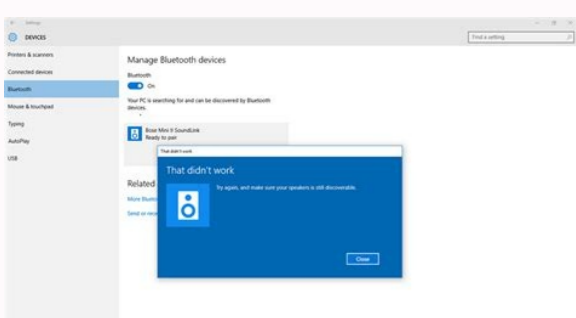 Settings
DEVICES
Find a setting
Printers & scanners
Connected devices
Bluetooth
Mouse & touchpad
Typing
AutoPlay
USB
Manage Bluetooth devices
Bluetooth
On
Your PC is searching for and can be discovered by Bluetooth
devices.
Bose Mini II SoundLink
Ready to pair
That didn't work
That didn't work
Try again, and make sure your speakers is still discoverable.
Close
Related
More Bluet
Send or rece